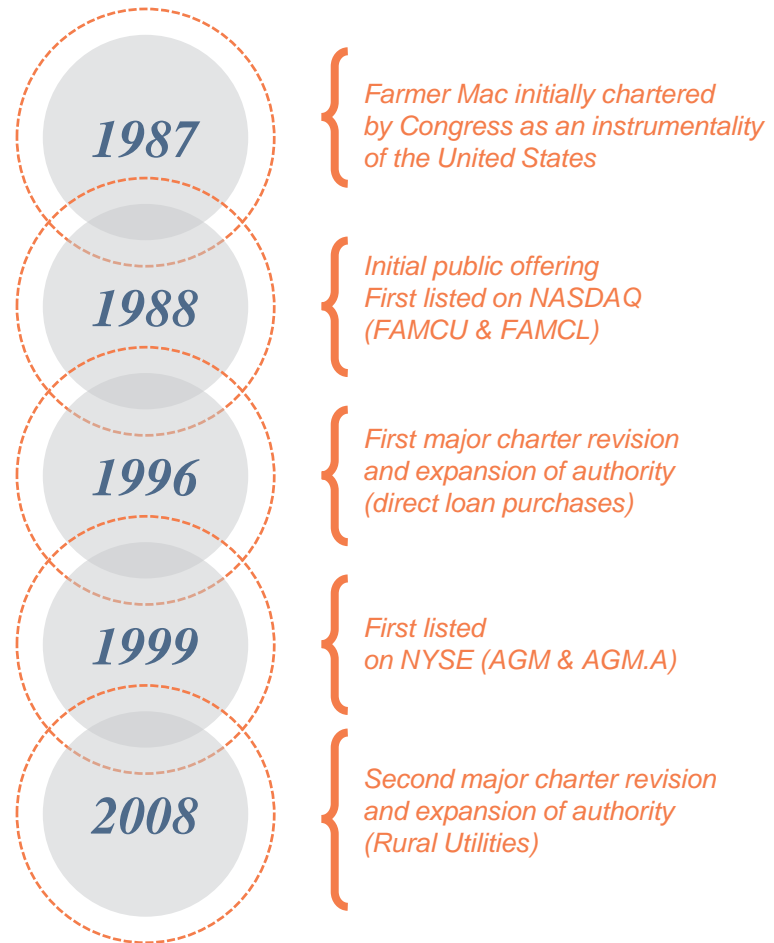 1987
Farmer Mac initially chartered
by Congress as an instrumentality
of the United States
1988
Initial public offering
First listed on NASDAQ
(FAMCU & FAMCL)
1996
First major charter revision
and expansion of authority
(direct loan purchases)
1999
First listed
on NYSE (AGM & AGM.A)
2008
Second major charter revision
and expansion of authority
(Rural Utilities)